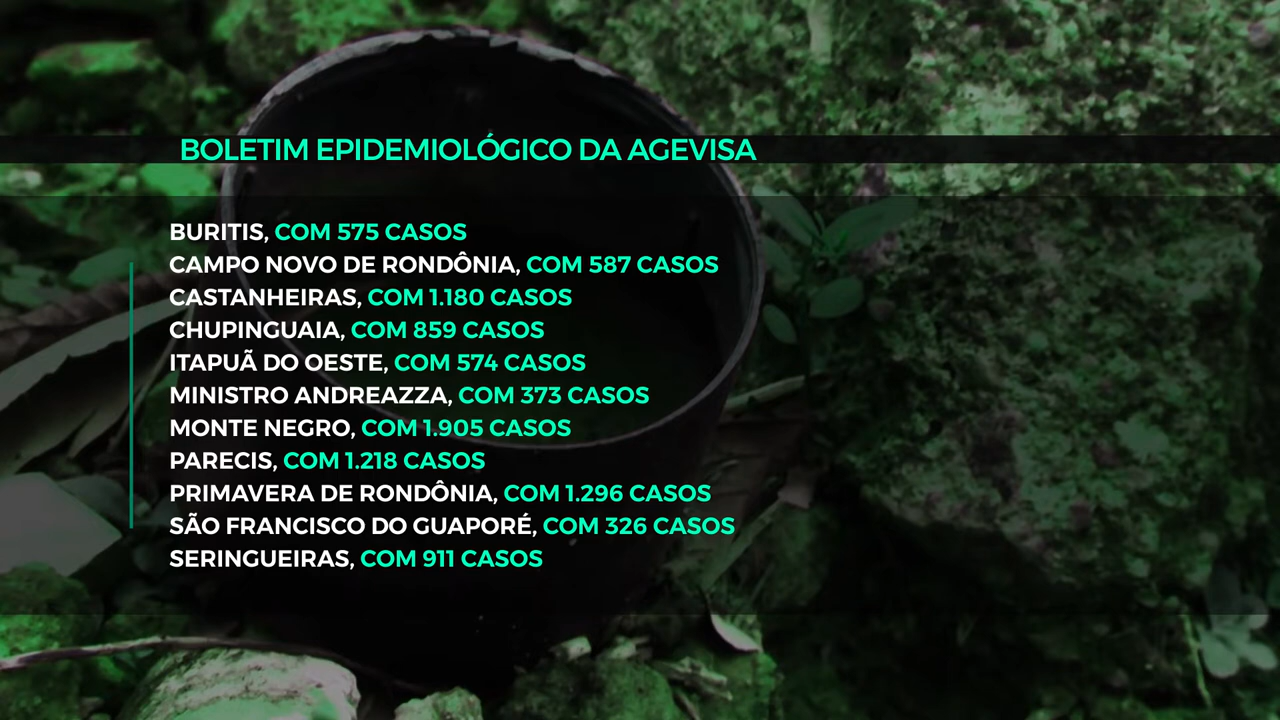 BOLETIM EPIDEMIOLÓGICO DA AGEVISA
BURITIS, COM 575 CASOS
CAMPO NOVO DE RONDÔNIA, COM 587 CASOS
CASTANHEIRAS, COM 1.180 CASOS
CHUPINGUAIA, COM 859 CASOS
ITAPUÃ DO OESTE, COM 574 CASOS
MINISTRO ANDREAZZA, COM 373 CASOS
MONTE NEGRO, COM 1.905 CASOS
PARECIS, COM 1.218 CASOS
PRIMAVERA DE RONDÔNIA, COM 1.296 CASOS
SÃO FRANCISCO DO GUAPORÉ, COM 326 CASOS
SERINGUEIRAS, COM 911 CASOS